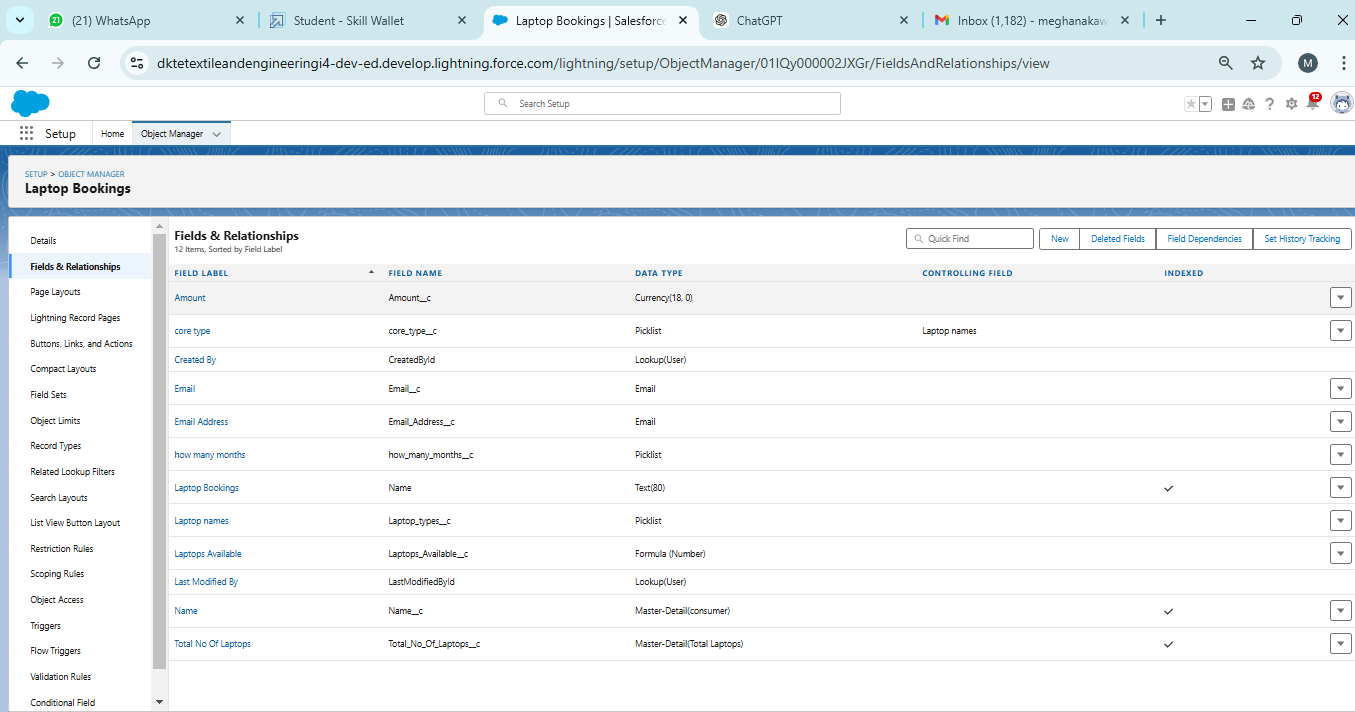 (21) WhatsApp
Student - Skill Wallet
Laptop Bookings | Salesforce
ChatGPT
Inbox (1,182) - meghanakaw
dktetextileandengineeringi4-dev-ed.develop.lightning.force.com/lightning/setup/ObjectManager/01IQy000002JXGr/FieldsAndRelationships/view
M
Search Setup
12
Setup Home Object Manager
SETUP > OBJECT MANAGER
Laptop Bookings
Details
Fields & Relationships
Page Layouts
Lightning Record Pages
Buttons, Links, and Actions
Compact Layouts
Field Sets
Object Limits
Record Types
Related Lookup Filters
Search Layouts
List View Button Layout
Restriction Rules
Scoping Rules
Object Access
Triggers
Flow Triggers
Validation Rules
Conditional Field
Fields & Relationships
12 Items, Sorted by Field Label
Quick Find New Deleted Fields Field Dependencies Set History Tracking
FIELD LABEL FIELD NAME DATA TYPE CONTROLLING FIELD INDEXED
Amount Amount__c Currency(18, 0)
core type core_type__c Picklist Laptop names
Created By CreatedById Lookup(User)
Email Email__c Email
Email Address Email_Address__c Email
how many months how_many_months__c Picklist
Laptop Bookings Name Text(80)
Laptop names Laptop_types__c Picklist
Laptops Available Laptops_Available__c Formula (Number)
Last Modified By LastModifiedById Lookup(User)
Name Name__c Master-Detail(consumer)
Total No Of Laptops Total_No_Of_Laptops__c Master-Detail(Total Laptops)